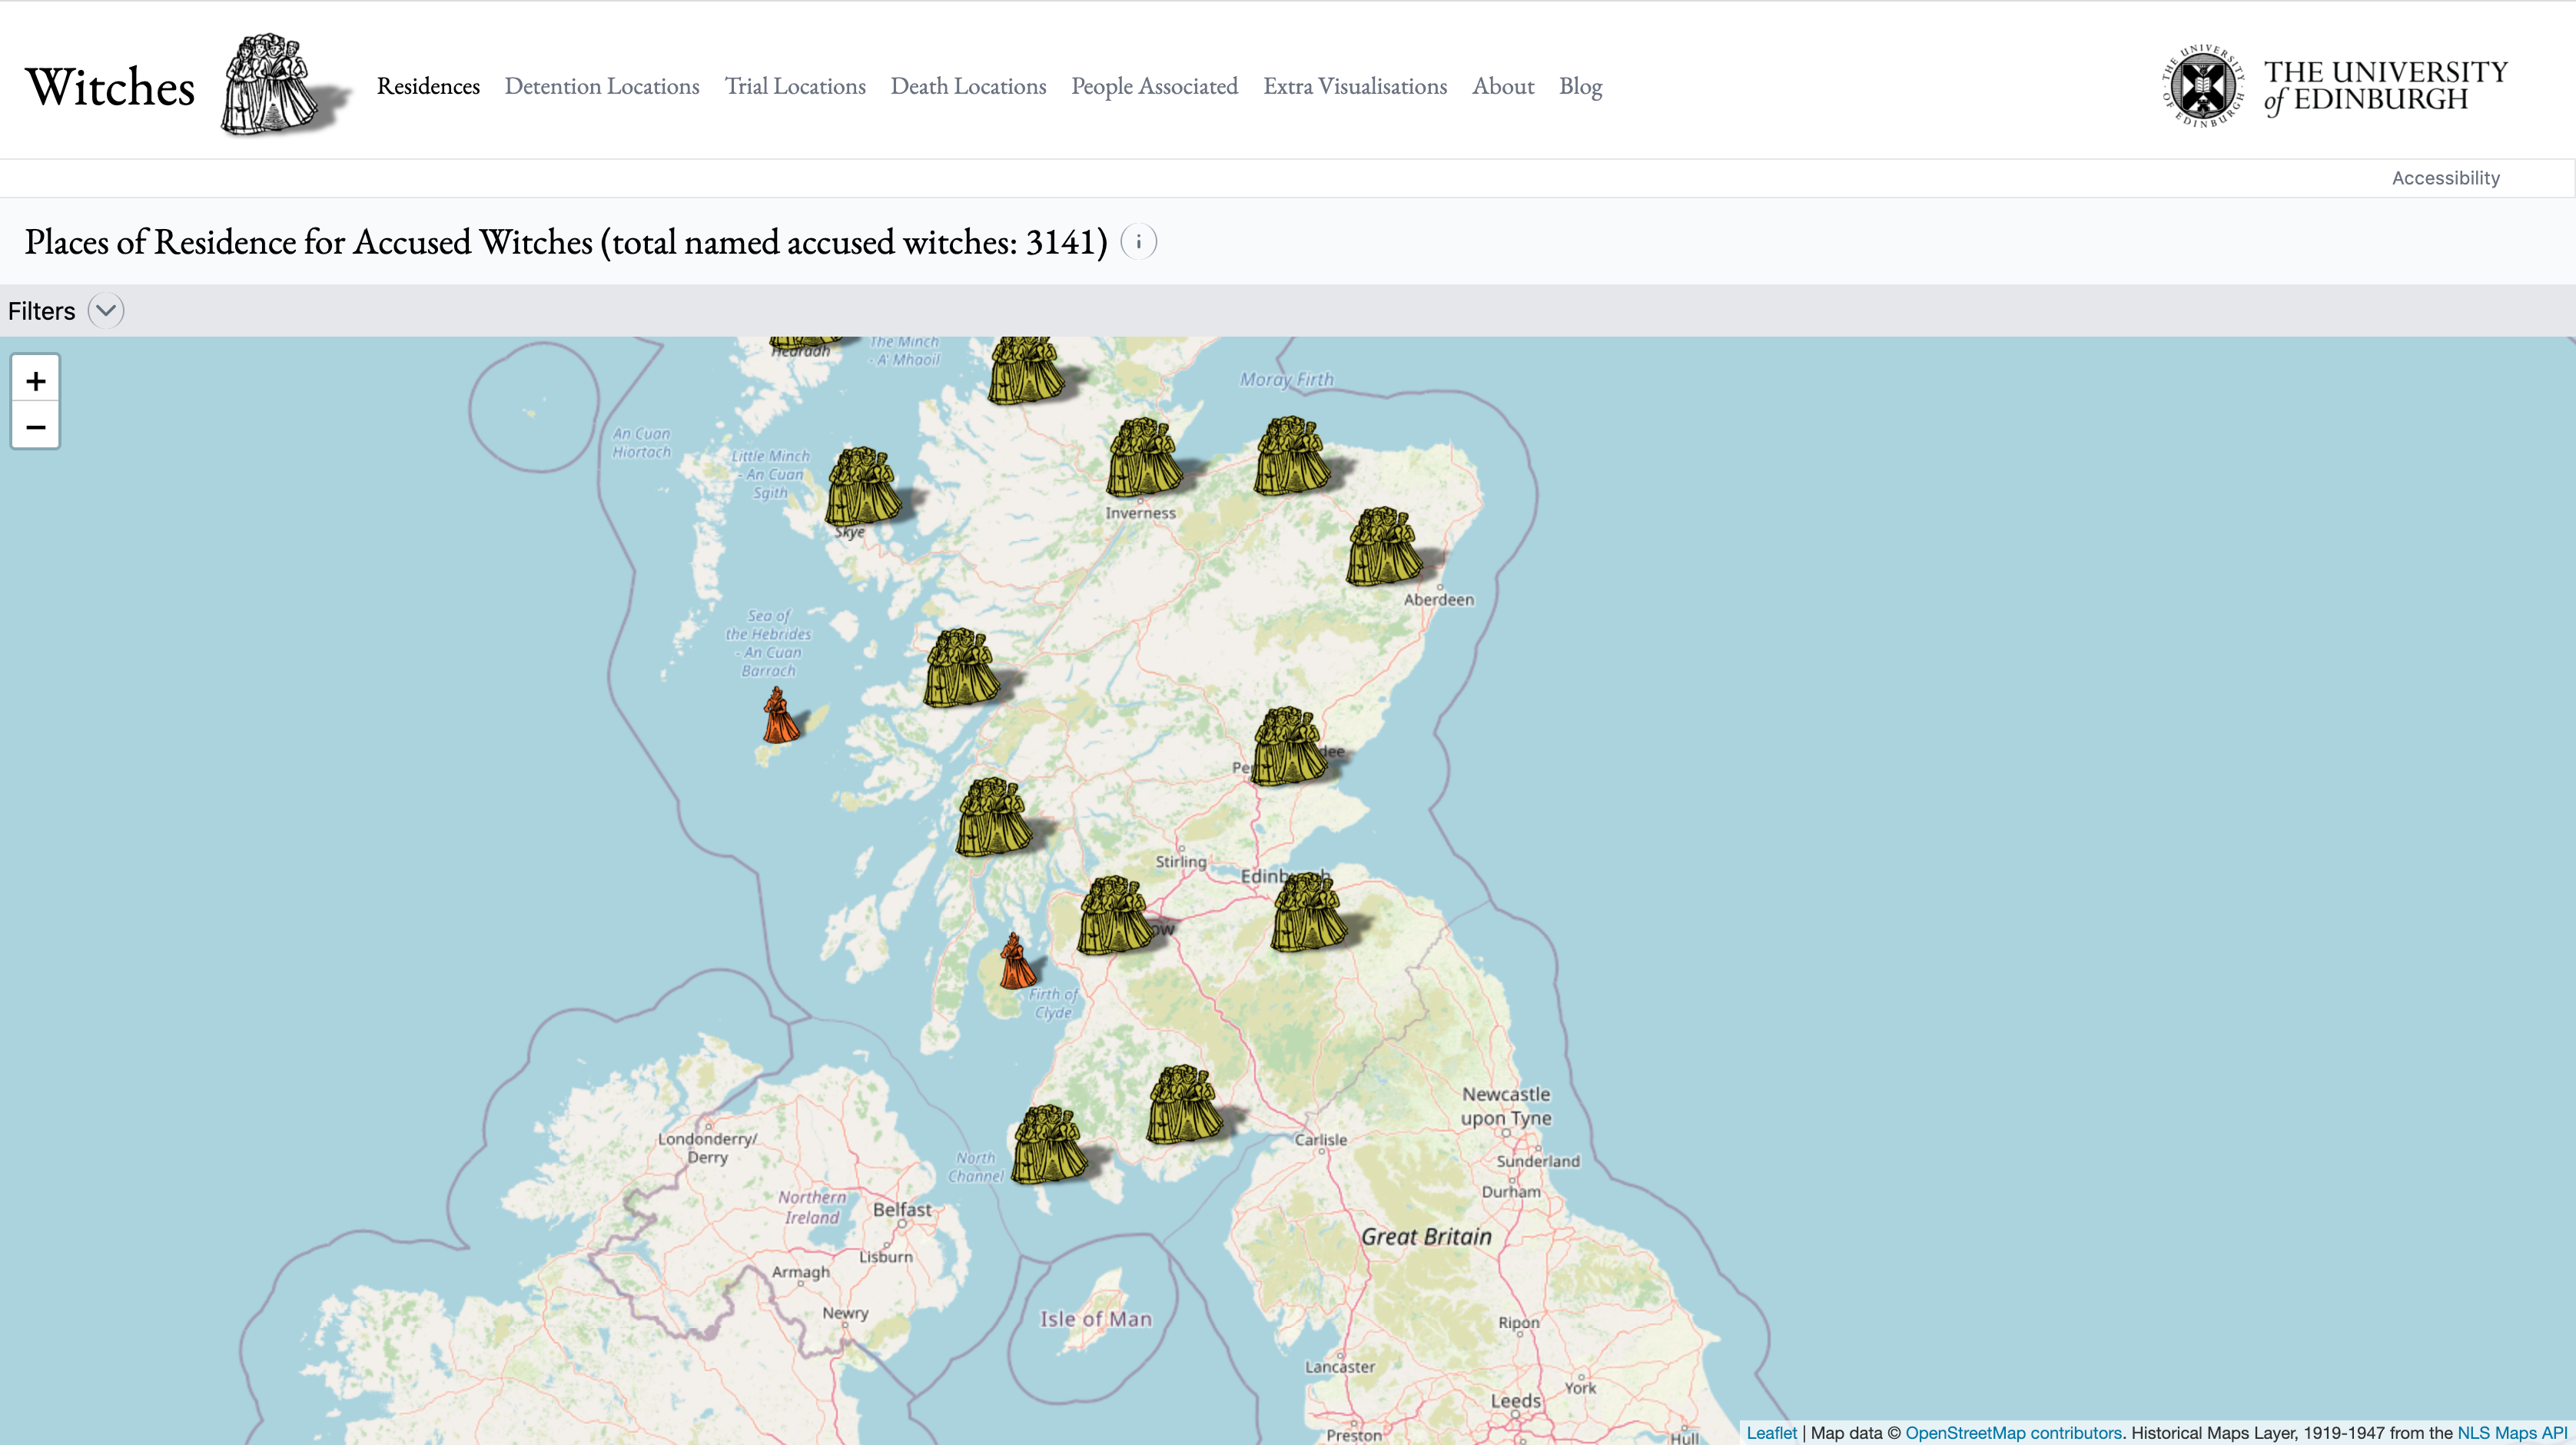 Witches
Residences
Detention Locations
Trial Locations
Death Locations
People Associated
Extra Visualisations
About
Blog
THE UNIVERSITY OF EDINBURGH
THE UNIVERSITY
of EDINBURGH
Accessibility
Places of Residence for Accused Witches (total named accused witches: 3141)
i
Filters
+
−
Hearadh
The Minch
- A' Mhaoil
Moray Firth
An Cuan
Hiortach
Little Minch
- An Cuan
Sgith
Skye
Inverness
Aberdeen
Sea of
the Hebrides
- An Cuan
Barrach
Stirling
Firth of
Clyde
Newcastle
upon Tyne
Londonderry/
Derry
Carlisle
North
Channel
Sunderland
Durham
Northern
Ireland
Belfast
Great Britain
Lisburn
Armagh
Newry
Isle of Man
Ripon
Lancaster
York
Leeds
Preston
Hull
Leaflet | Map data © OpenStreetMap contributors. Historical Maps Layer, 1919-1947 from the NLS Maps API